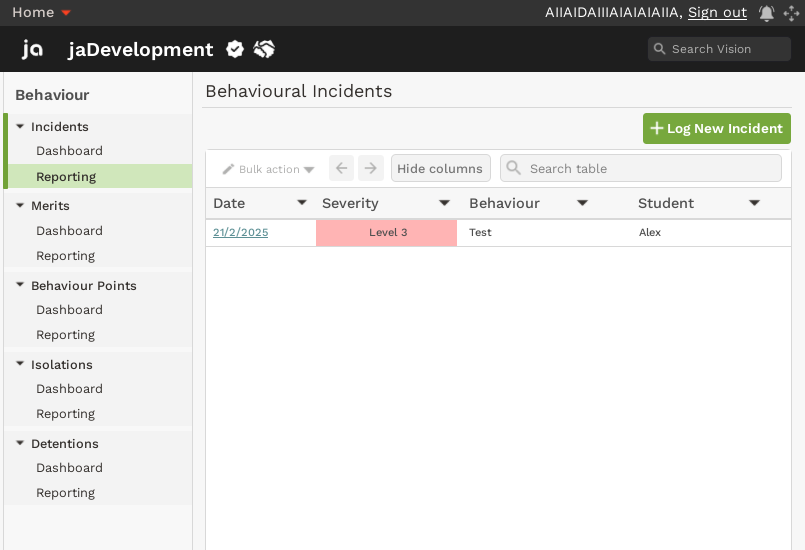 Home
AIIAIDAIIIAIAIAIAIIA, Sign out
ja
jaDevelopment
Search Vision
Behaviour
Incidents
Dashboard
Reporting
Merits
Dashboard
Reporting
Behaviour Points
Dashboard
Reporting
Isolations
Dashboard
Reporting
Detentions
Dashboard
Reporting
Behavioural Incidents
Log New Incident
Bulk action
Hide columns
Search table
Date Severity Behaviour Student
21/2/2025 Level 3 Test Alex